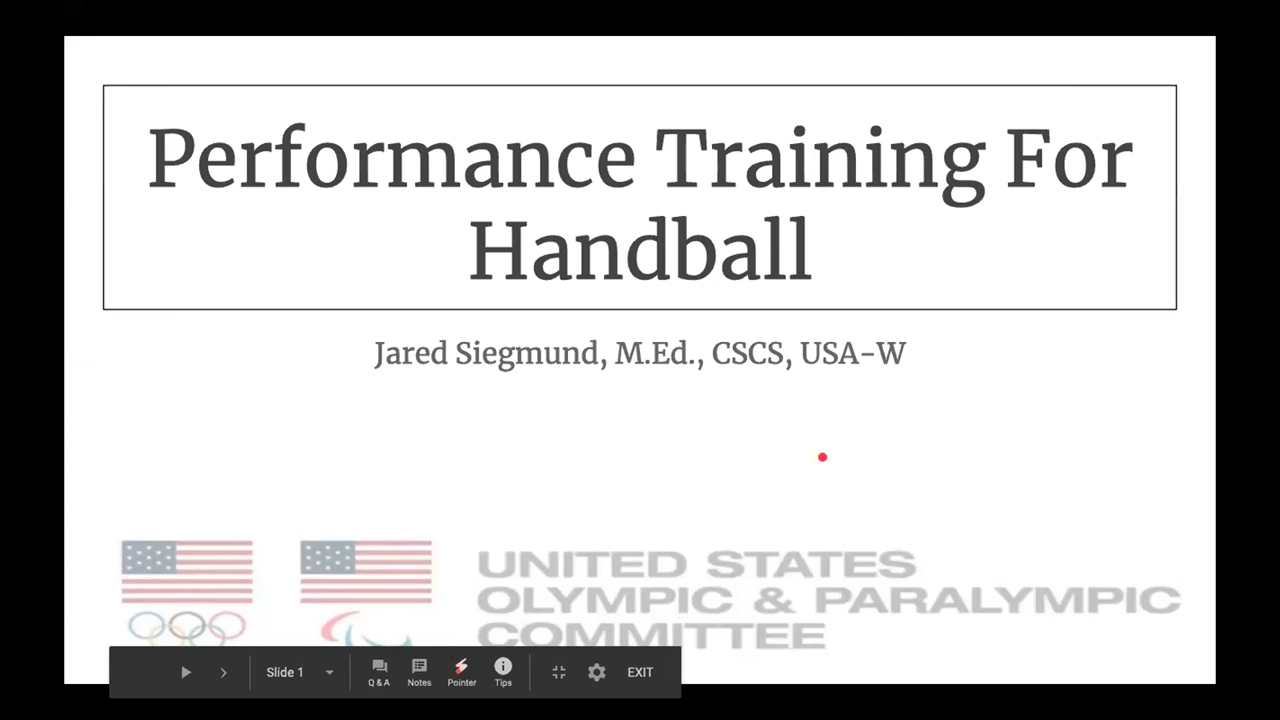 Performance Training For
Handball
Jared Siegmund, M.Ed., CSCS, USA-W
UNITED STATES
OLYMPIC & PARALYMPIC
COMMITTEE
Slide 1
Q & A
Notes
Pointer
Tips
EXIT